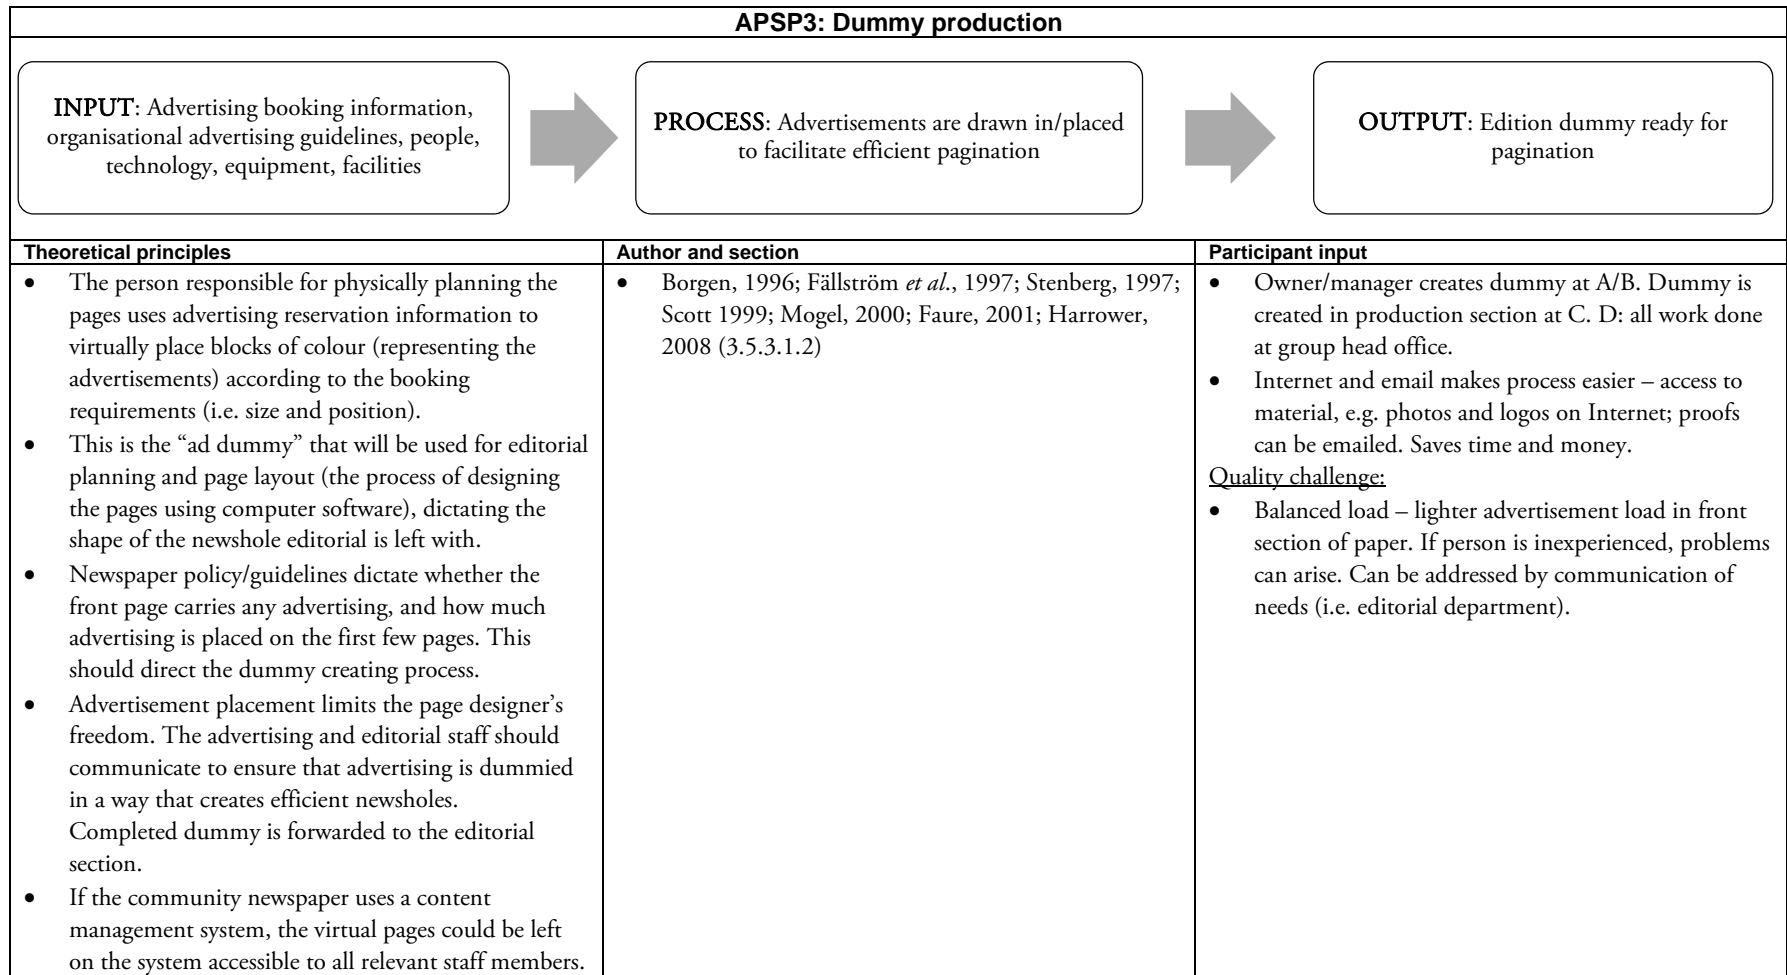 APSP3: Dummy production
INPUT: Advertising booking information,
organisational advertising guidelines, people,
technology, equipment, facilities
PROCESS: Advertisements are drawn in/placed
to facilitate efficient pagination
OUTPUT: Edition dummy ready for
pagination
Theoretical principles
• The person responsible for physically planning the
pages uses advertising reservation information to
virtually place blocks of colour (representing the
advertisements) according to the booking
requirements (i.e. size and position).
• This is the “ad dummy” that will be used for editorial
planning and page layout (the process of designing
the pages using computer software), dictating the
shape of the newshole editorial is left with.
• Newspaper policy/guidelines dictate whether the
front page carries any advertising, and how much
advertising is placed on the first few pages. This
should direct the dummy creating process.
• Advertisement placement limits the page designer’s
freedom. The advertising and editorial staff should
communicate to ensure that advertising is dummied
in a way that creates efficient newsholes.
Completed dummy is forwarded to the editorial
section.
• If the community newspaper uses a content
management system, the virtual pages could be left
on the system accessible to all relevant staff members.
Author and section
• Borgen, 1996; Fällström et al., 1997; Stenberg, 1997;
Scott 1999; Mogel, 2000; Faure, 2001; Harrower,
2008 (3.5.3.1.2)
Participant input
• Owner/manager creates dummy at A/B. Dummy is
created in production section at C. D: all work done
at group head office.
• Internet and email makes process easier – access to
material, e.g. photos and logos on Internet; proofs
can be emailed. Saves time and money.
Quality challenge:
• Balanced load – lighter advertisement load in front
section of paper. If person is inexperienced, problems
can arise. Can be addressed by communication of
needs (i.e. editorial department).